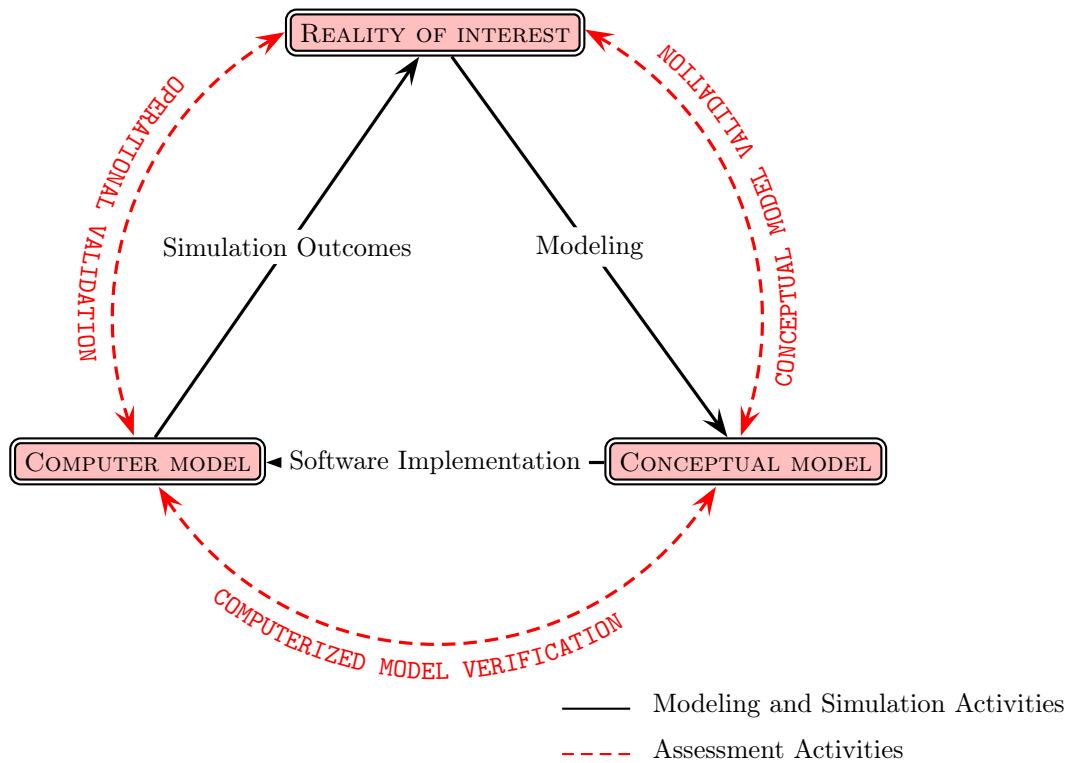 REALITY OF INTEREST
OPERATIONAL VALIDATION
CONCEPTUAL MODEL VALIDATION
Simulation Outcomes
Modeling
COMPUTER MODEL
Software Implementation
CONCEPTUAL MODEL
COMPUTERIZED MODEL VERIFICATION
Modeling and Simulation Activities
Assessment Activities